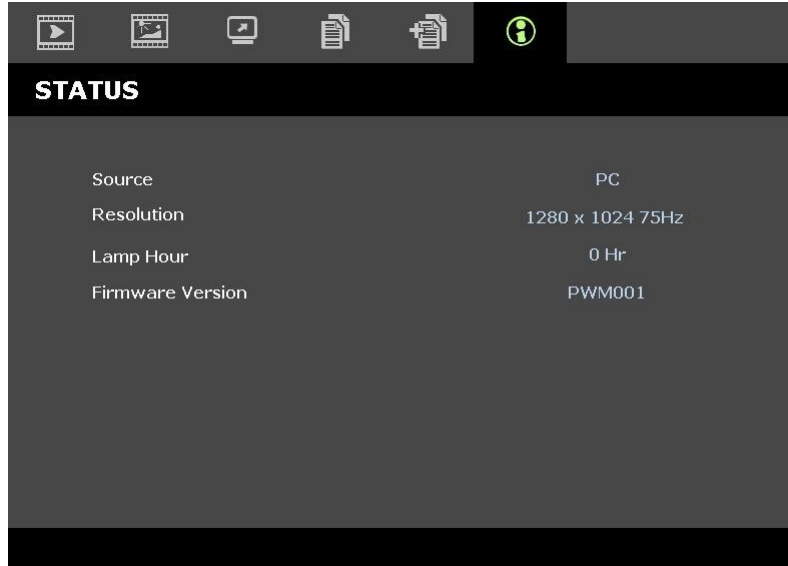 STATUS
Source PC
Resolution 1280 x 1024 75Hz
Lamp Hour 0 Hr
Firmware Version PWM001